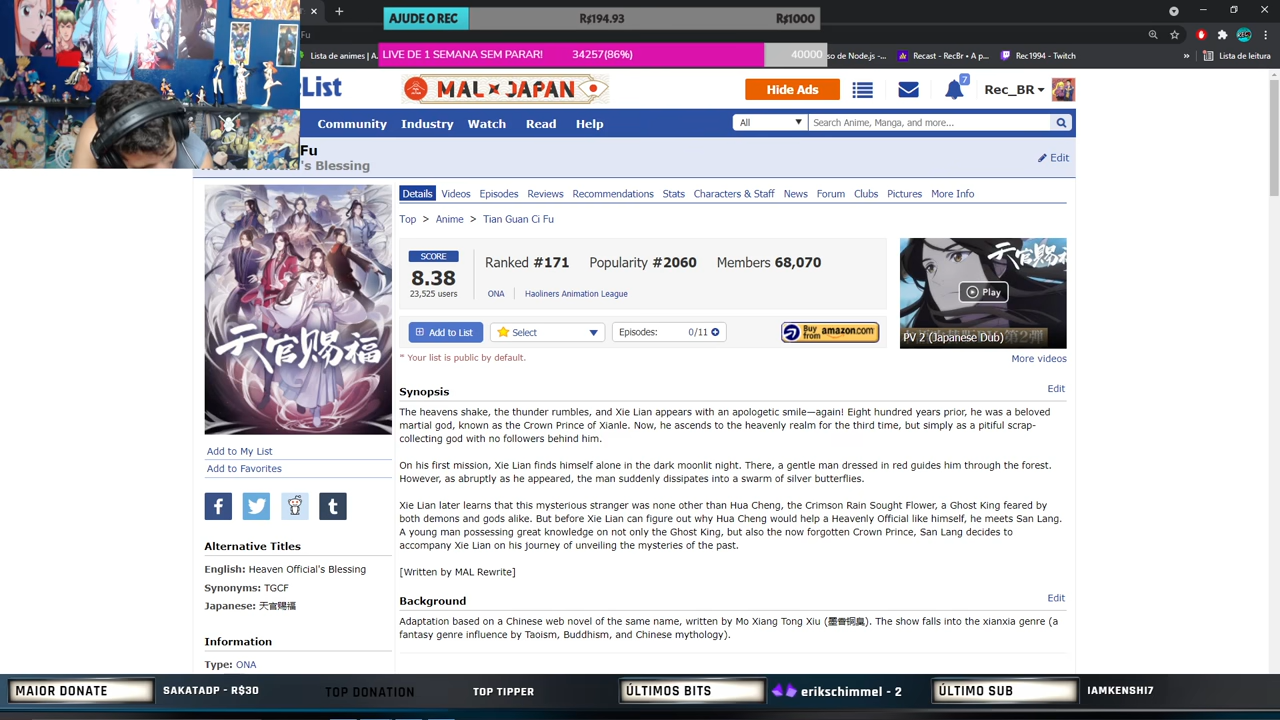 AJUDE O REC
R$194.93
R$1000
Fu
Lista de animes | A
LIVE DE 1 SEMANA SEM PARAR!
34257(86%)
40000
so de Node.js -...
Recast - RecBr • A p...
Rec1994 - Twitch
»
Lista de leitura
List
MAL×JAPAN
Hide Ads
7
Rec_BR
Community
Industry
Watch
Read
Help
All
Search Anime, Manga, and more...
Fu
Heaven Official's Blessing
Edit
Details
Videos
Episodes
Reviews
Recommendations
Stats
Characters & Staff
News
Forum
Clubs
Pictures
More Info
Top > Anime > Tian Guan Ci Fu
天官赐福
SCORE
8.38
23,525 users
Ranked #171
Popularity #2060
Members 68,070
ONA
Haoliners Animation League
Add to List
Select
Episodes:
0/11
Buy from amazon.com
* Your list is public by default.
Play
PV 2 (Japanese Dub)
More videos
Synopsis
Edit
The heavens shake, the thunder rumbles, and Xie Lian appears with an apologetic smile—again! Eight hundred years prior, he was a beloved
martial god, known as the Crown Prince of Xianle. Now, he ascends to the heavenly realm for the third time, but simply as a pitiful scrap-
collecting god with no followers behind him.
On his first mission, Xie Lian finds himself alone in the dark moonlit night. There, a gentle man dressed in red guides him through the forest.
However, as abruptly as he appeared, the man suddenly dissipates into a swarm of silver butterflies.
Xie Lian later learns that this mysterious stranger was none other than Hua Cheng, the Crimson Rain Sought Flower, a Ghost King feared by
both demons and gods alike. But before Xie Lian can figure out why Hua Cheng would help a Heavenly Official like himself, he meets San Lang.
A young man possessing great knowledge on not only the Ghost King, but also the now forgotten Crown Prince, San Lang decides to
accompany Xie Lian on his journey of unveiling the mysteries of the past.
[Written by MAL Rewrite]
Background
Edit
Adaptation based on a Chinese web novel of the same name, written by Mo Xiang Tong Xiu (墨香铜臭). The show falls into the xianxia genre (a
fantasy genre influence by Taoism, Buddhism, and Chinese mythology).
Add to My List
Add to Favorites
Alternative Titles
English: Heaven Official's Blessing
Synonyms: TGCF
Japanese: 天官賜福
Information
Type: ONA
MAIOR DONATE
SAKATADP - R$30
TOP DONATION
TOP TIPPER
ÚLTIMOS BITS
erikschimmel - 2
ÚLTIMO SUB
IAMKENSHI7